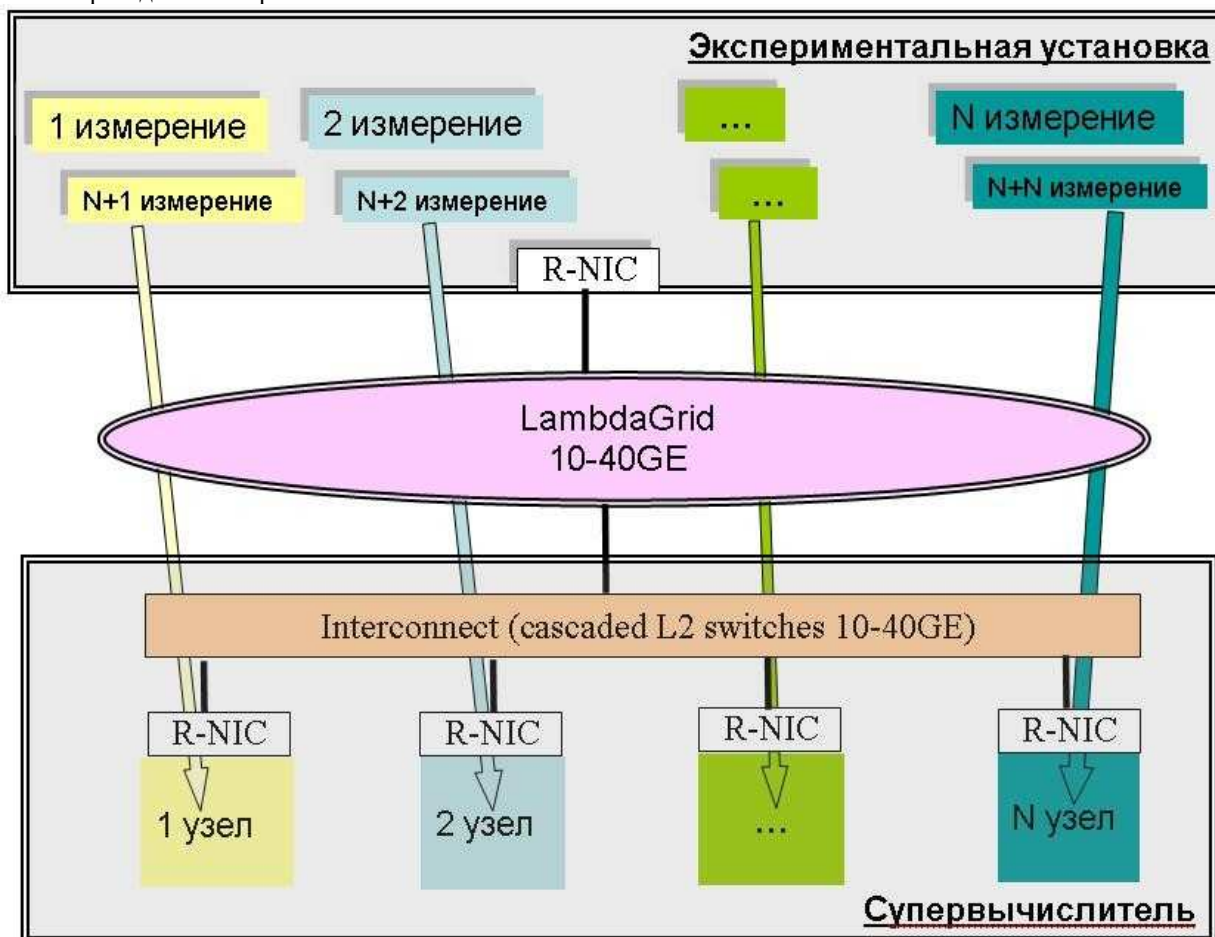 Экспериментальная установка
1 измерение
2 измерение
...
N измерение
N+1 измерение
N+2 измерение
...
N+N измерение
R-NIC
LambdaGrid
10-40GE
Interconnect (cascaded L2 switches 10-40GE)
R-NIC
R-NIC
R-NIC
R-NIC
1 узел
2 узел
...
N узел
Супервычислитель